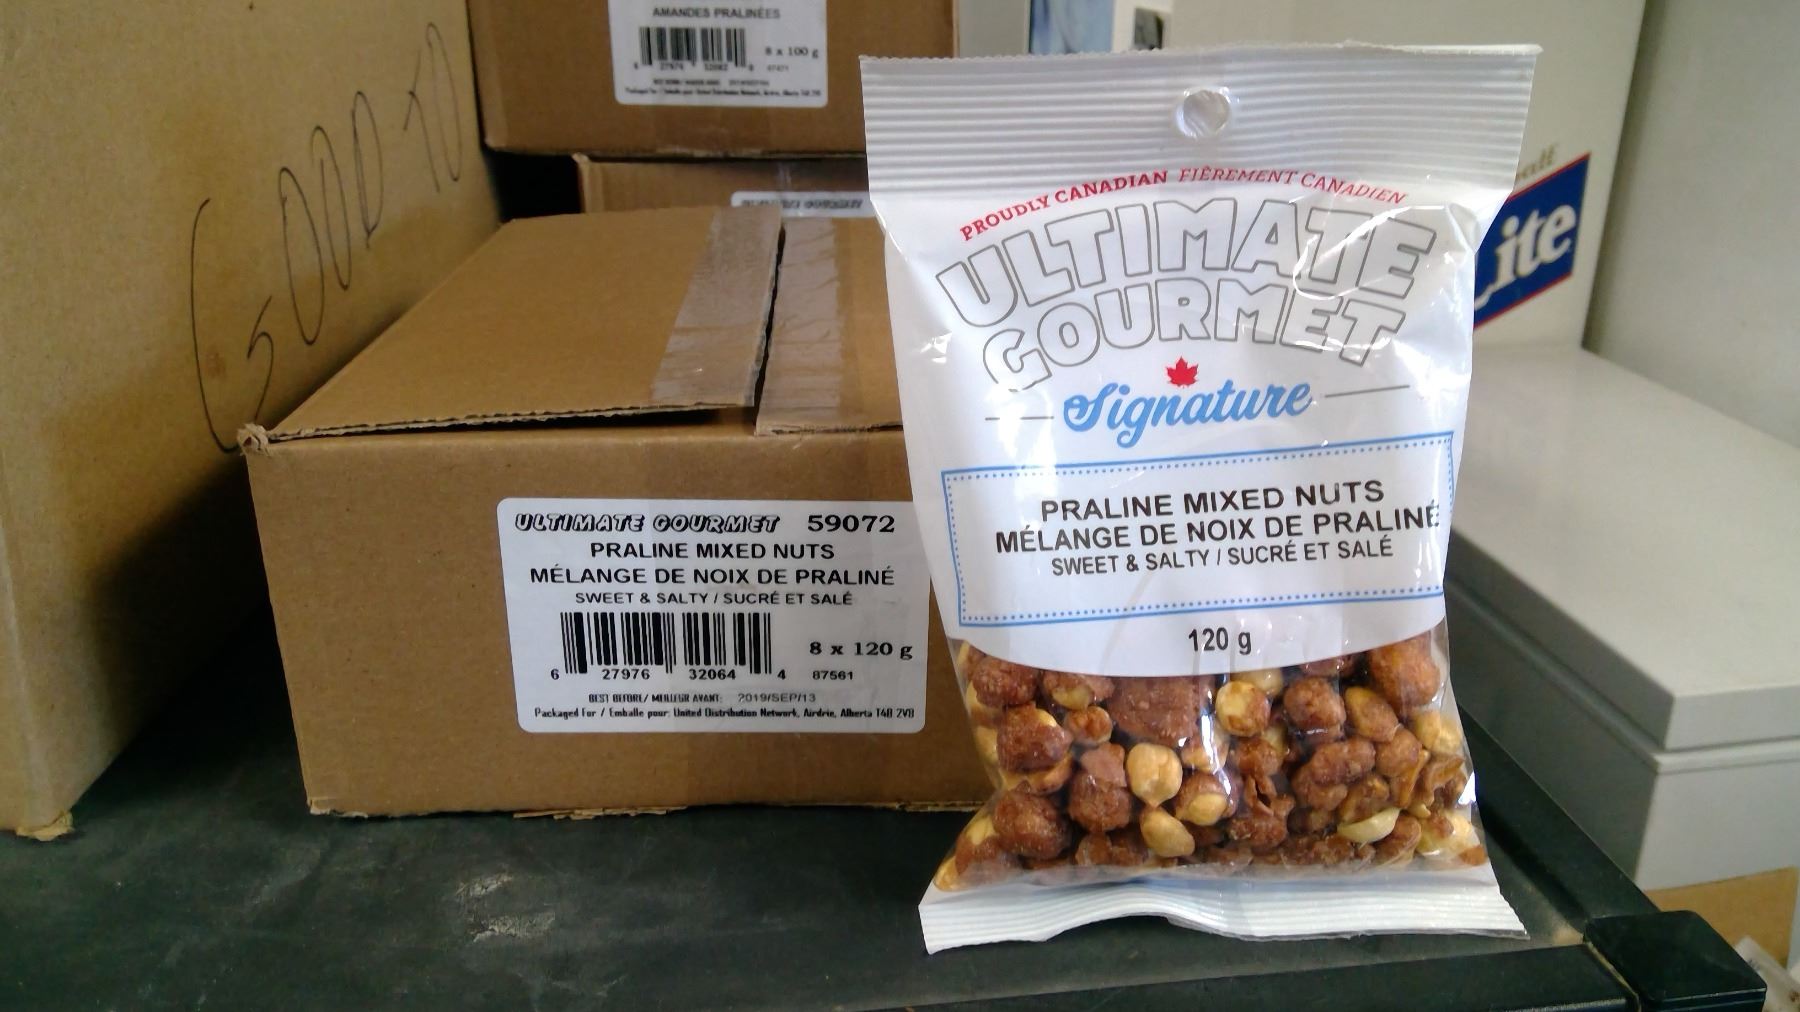 AMANDES PRALINÉES
8 x 100 g
GOOD TO
ULTIMATE GOURMET 59072
PRALINE MIXED NUTS
MÉLANGE DE NOIX DE PRALINÉ
SWEET & SALTY / SUCRÉ ET SALÉ
8 x 120 g
6 27976 32064 4 87561
BEST BEFORE/ MEILLEUR AVANT: 2019/SEP/13
Packaged For / Emballe pour: United Distribution Network, Airdrie, Alberta T4B 2V9
PROUDLY CANADIAN FIÈREMENT CANADIEN
ULTIMATE
GOURMET
Signature
PRALINE MIXED NUTS
MÉLANGE DE NOIX DE PRALINÉ
SWEET & SALTY / SUCRÉ ET SALÉ
120 g
Lite